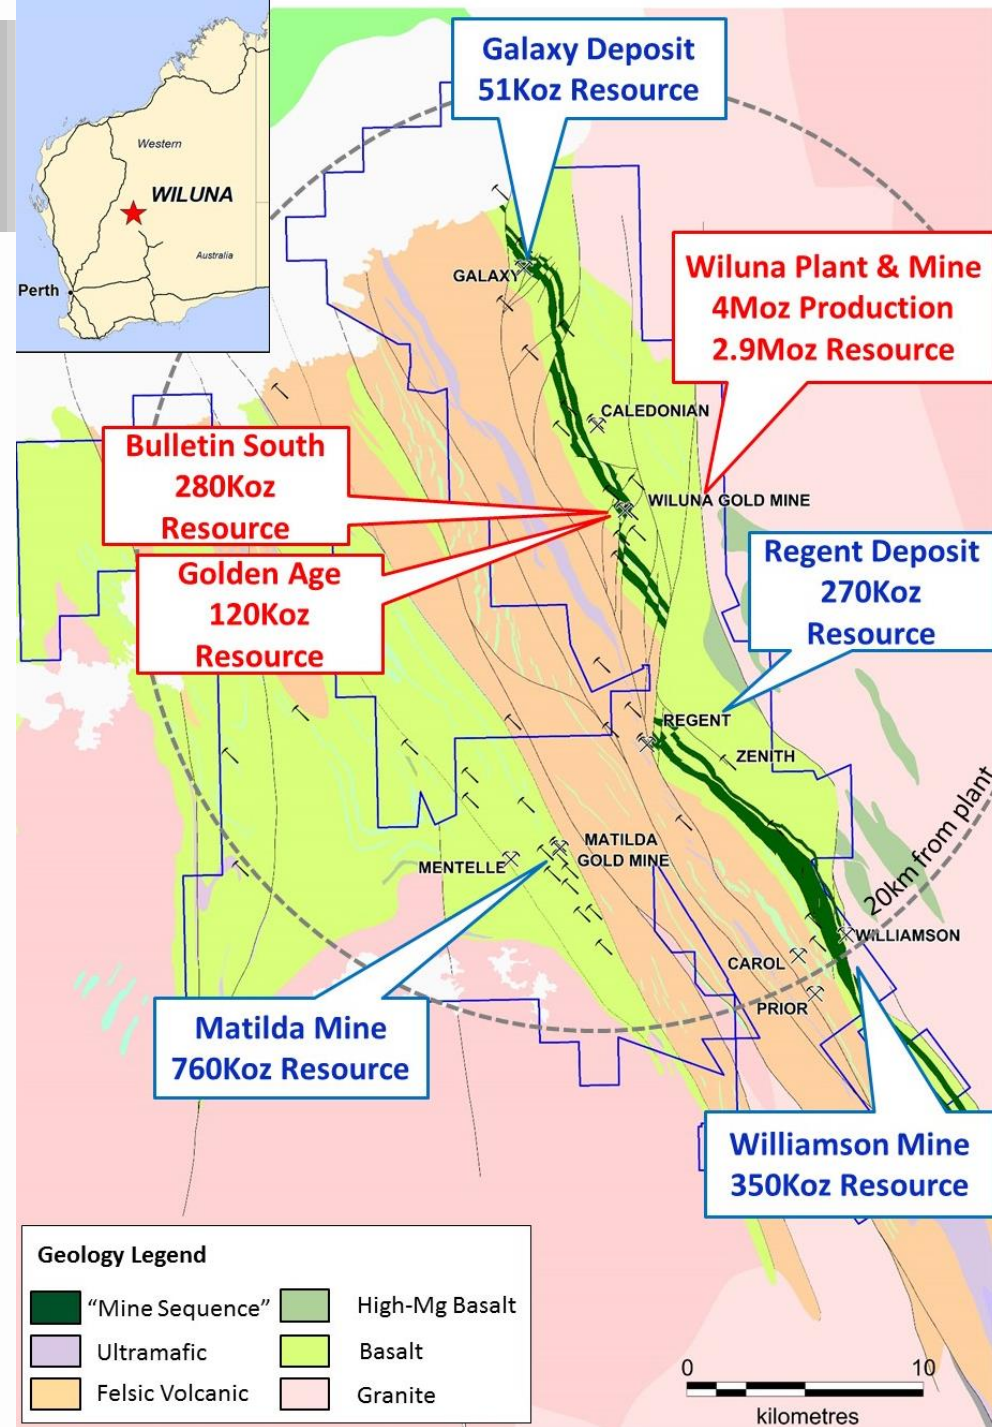 Western
WILUNA
Australia
Perth
Galaxy Deposit
51Koz Resource
GALAXY
Wiluna Plant & Mine
4Moz Production
2.9Moz Resource
CALEDONIAN
Bulletin South
280Koz
Resource
WILUNA GOLD MINE
Golden Age
120Koz
Resource
Regent Deposit
270Koz
Resource
REGENT
ZENITH
MATILDA
GOLD MINE
MENTELLE
20km from plant
WILLIAMSON
CAROL
PRIOR
Matilda Mine
760Koz Resource
Williamson Mine
350Koz Resource
Geology Legend
“Mine Sequence”
High-Mg Basalt
Ultramafic
Basalt
Felsic Volcanic
Granite
0 10
kilometres